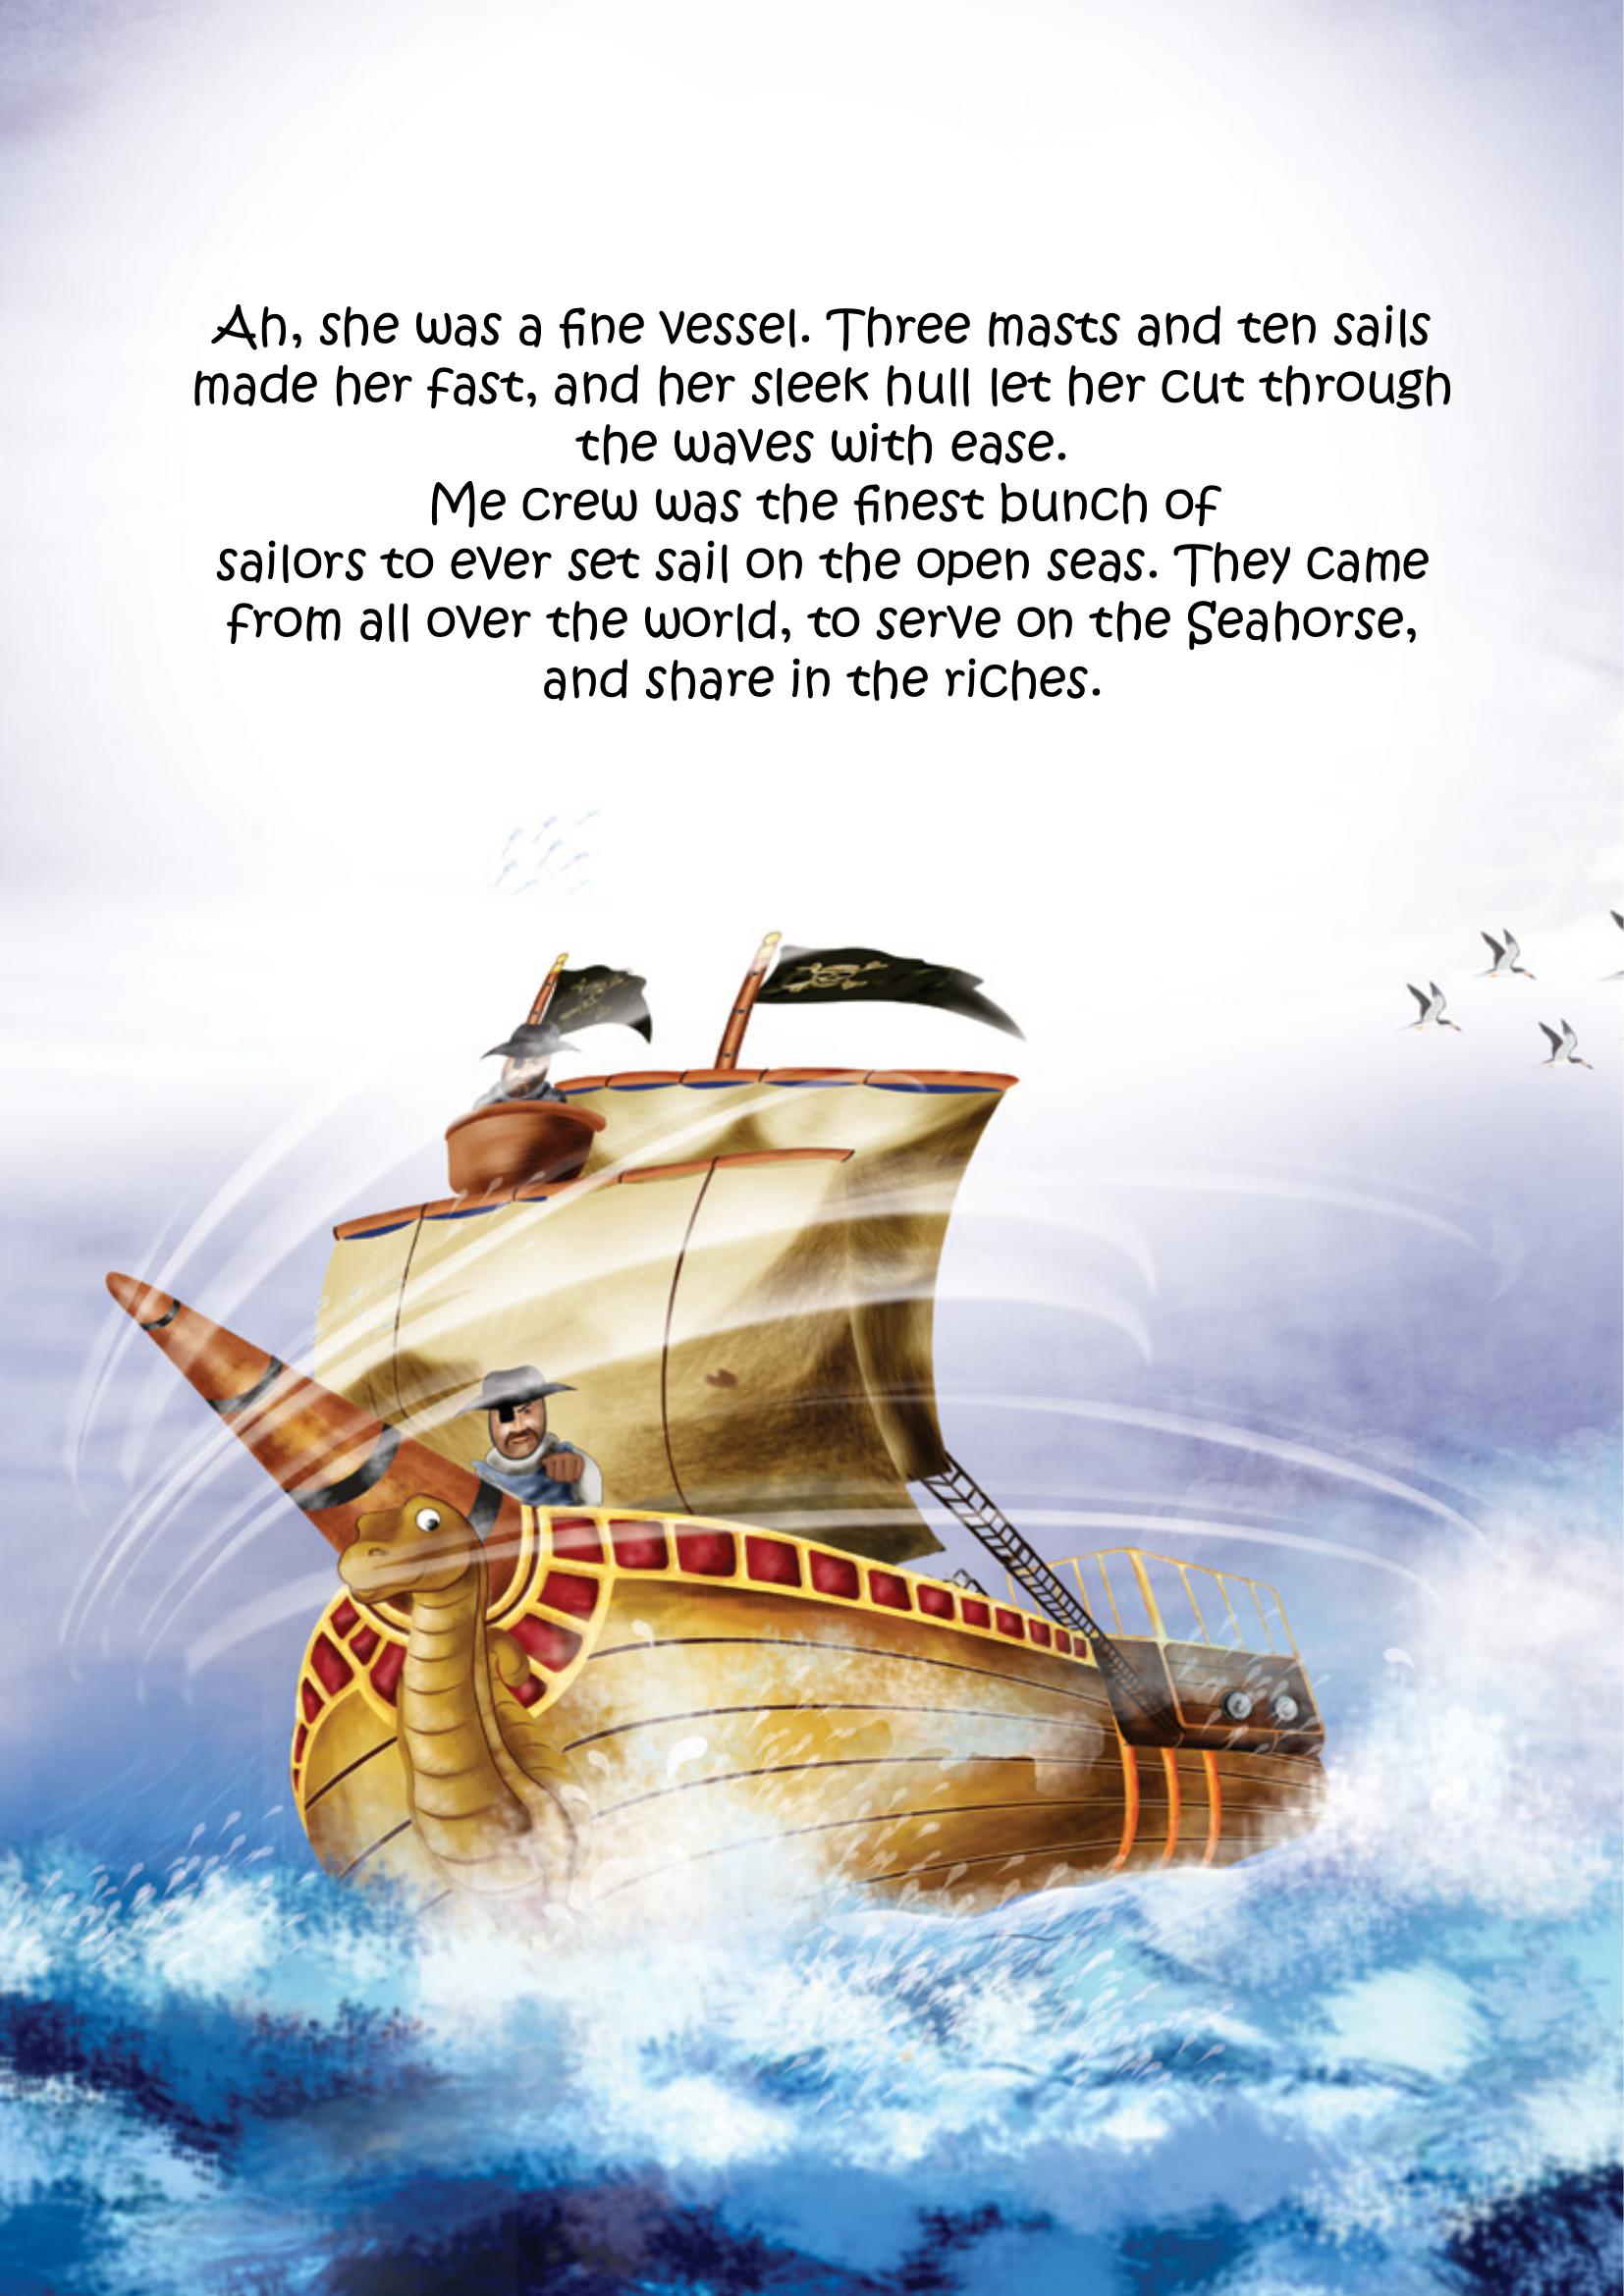 Ah, she was a fine vessel. Three masts and ten sails
made her fast, and her sleek hull let her cut through
the waves with ease.
Me crew was the finest bunch of
sailors to ever set sail on the open seas. They came
from all over the world, to serve on the Seahorse,
and share in the riches.